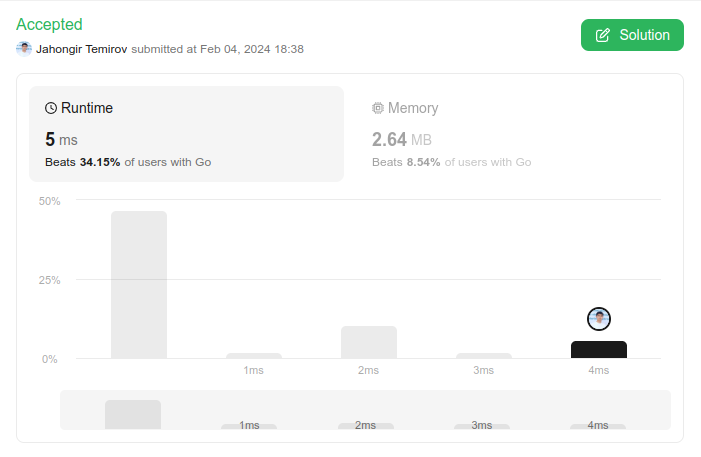 Accepted
Jahongir Temirov submitted at Feb 04, 2024 18:38
Solution
Runtime
5 ms
Beats 34.15% of users with Go
Memory
2.64 MB
Beats 8.54% of users with Go
50%
25%
0%
1ms 2ms 3ms 4ms
1ms 2ms 3ms 4ms